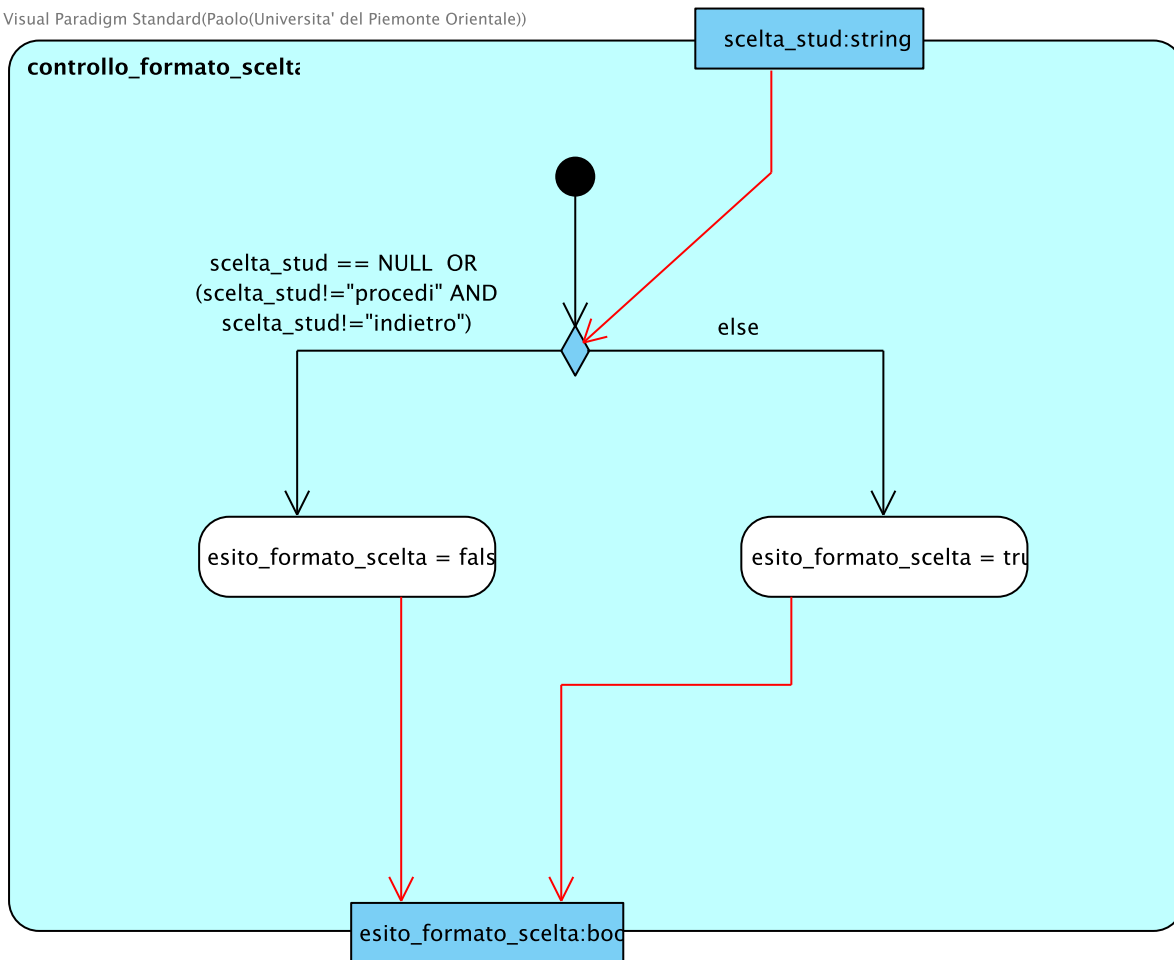 Visual Paradigm Standard(Paolo(Universita' del Piemonte Orientale))
scelta_stud:string
controllo_formato_scelta
scelta_stud == NULL OR
(scelta_stud!="procedi" AND
scelta_stud!="indietro")
else
esito_formato_scelta = fals
esito_formato_scelta = tru
esito_formato_scelta:boo